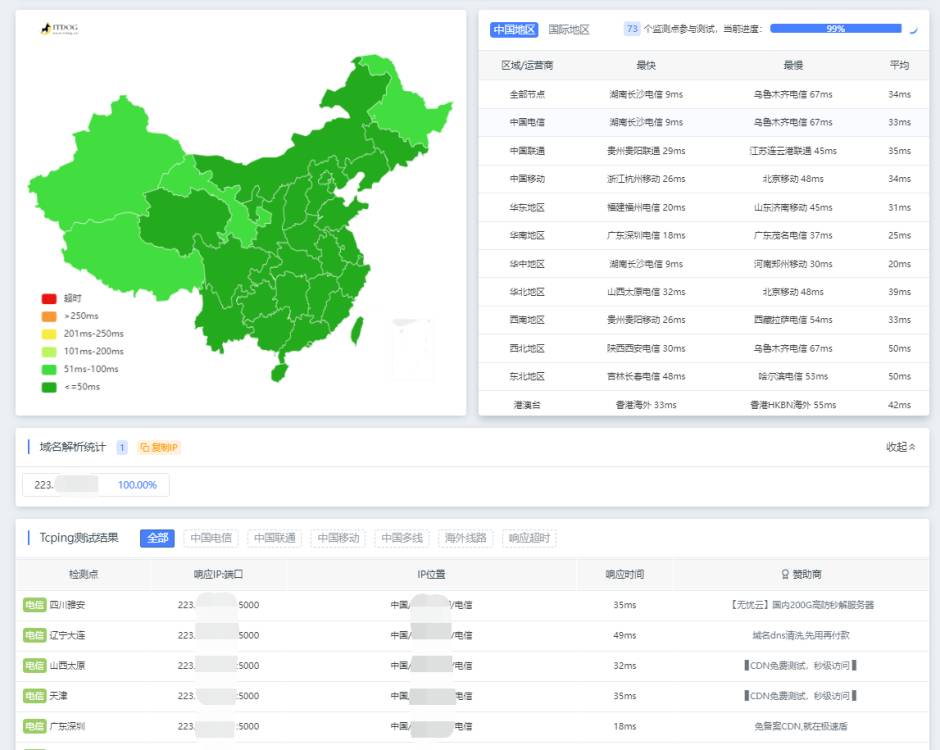 ITDOG
超时
>250ms
201ms-250ms
101ms-200ms
51ms-100ms
<=50ms
中国地区 国际地区 73 个监测点参与测试，当前进度： 99%
区域/运营商 最快 最慢 平均
全部节点 湖南长沙电信 9ms 乌鲁木齐电信 67ms 34ms
中国电信 湖南长沙电信 9ms 乌鲁木齐电信 67ms 33ms
中国联通 贵州贵阳联通 29ms 江苏连云港联通 45ms 35ms
中国移动 浙江杭州移动 26ms 北京移动 48ms 34ms
华东地区 福建福州电信 20ms 山东济南移动 45ms 31ms
华南地区 广东深圳电信 18ms 广东茂名电信 37ms 25ms
华中地区 湖南长沙电信 9ms 河南郑州移动 30ms 20ms
华北地区 山西太原电信 32ms 北京移动 48ms 39ms
西南地区 贵州贵阳移动 26ms 西藏拉萨电信 54ms 33ms
西北地区 陕西西安电信 30ms 乌鲁木齐电信 67ms 50ms
东北地区 吉林长春电信 48ms 哈尔滨电信 53ms 50ms
港澳台 香港海外 33ms 香港HKBN海外 55ms 42ms
域名解析统计 1 复制IP 收起
223. 100.00%
Tcping测试结果 全部 中国电信 中国联通 中国移动 中国多线 海外线路 响应超时
检测点 响应IP:端口 IP位置 响应时间 赞助商
电信 四川雅安 223. 5000 中国/ /电信 35ms 【无忧云】国内200G高防秒解服务器
电信 辽宁大连 223. :5000 中国/ /电信 49ms 域名dns清洗,先用再付款
电信 山西太原 223. :5000 中国/ /电信 32ms ▐CDN免费测试，秒级访问▐
电信 天津 223. :5000 中国/ 电信 35ms ▐CDN免费测试，秒级访问▐
电信 广东深圳 223. :5000 中国/ 电信 18ms 免备案CDN,就在极速盾